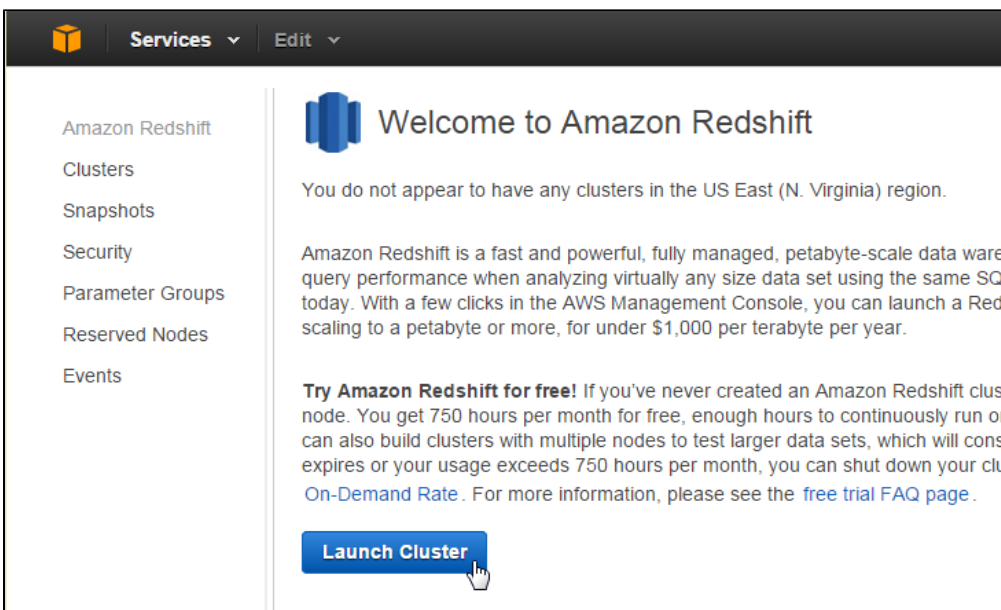 Services Edit
Amazon Redshift
Clusters
Snapshots
Security
Parameter Groups
Reserved Nodes
Events
Welcome to Amazon Redshift
You do not appear to have any clusters in the US East (N. Virginia) region.
Amazon Redshift is a fast and powerful, fully managed, petabyte-scale data
query performance when analyzing virtually any size data set using the same
today. With a few clicks in the AWS Management Console, you can launch a
scaling to a petabyte or more, for under $1,000 per terabyte per year.
Try Amazon Redshift for free! If you've never created an Amazon Redshift
node. You get 750 hours per month for free, enough hours to continuously run
can also build clusters with multiple nodes to test larger data sets, which will
expires or your usage exceeds 750 hours per month, you can shut down your
On-Demand Rate. For more information, please see the free trial FAQ page.
Launch Cluster